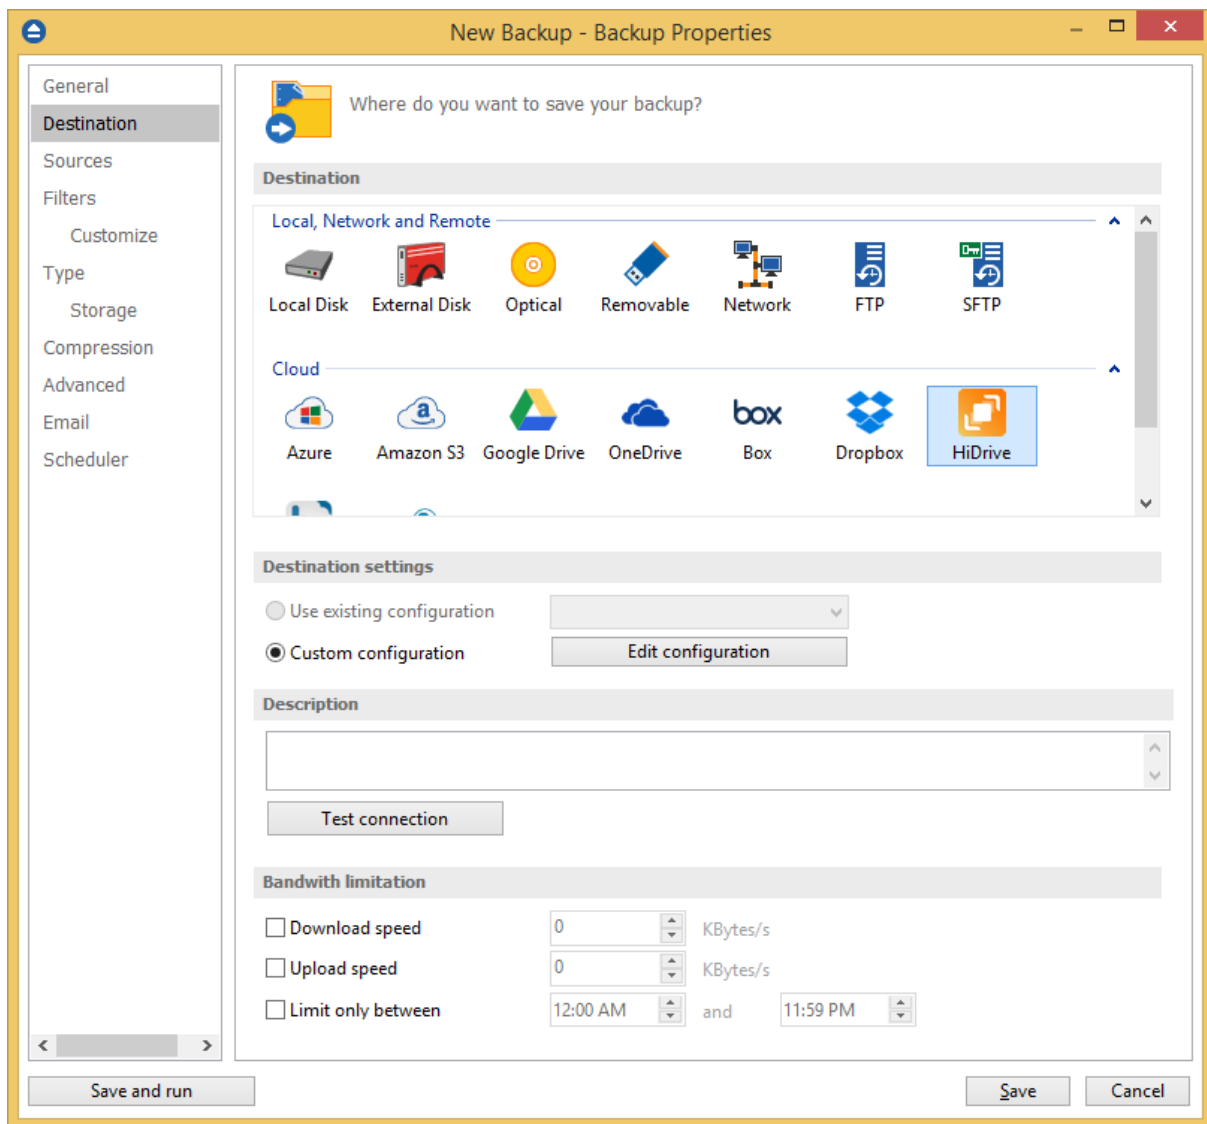 New Backup - Backup Properties
General
Destination
Sources
Filters
Customize
Type
Storage
Compression
Advanced
Email
Scheduler
Where do you want to save your backup?
Destination
Local, Network and Remote
Local Disk External Disk Optical Removable Network FTP SFTP
Cloud
a box
Azure Amazon S3 Google Drive OneDrive Box Dropbox HiDrive
Destination settings
Use existing configuration
Custom configuration Edit configuration
Description
Test connection
Bandwith limitation
Download speed 0 KBytes/s
Upload speed 0 KBytes/s
Limit only between 12:00 AM and 11:59 PM
Save and run Save Cancel